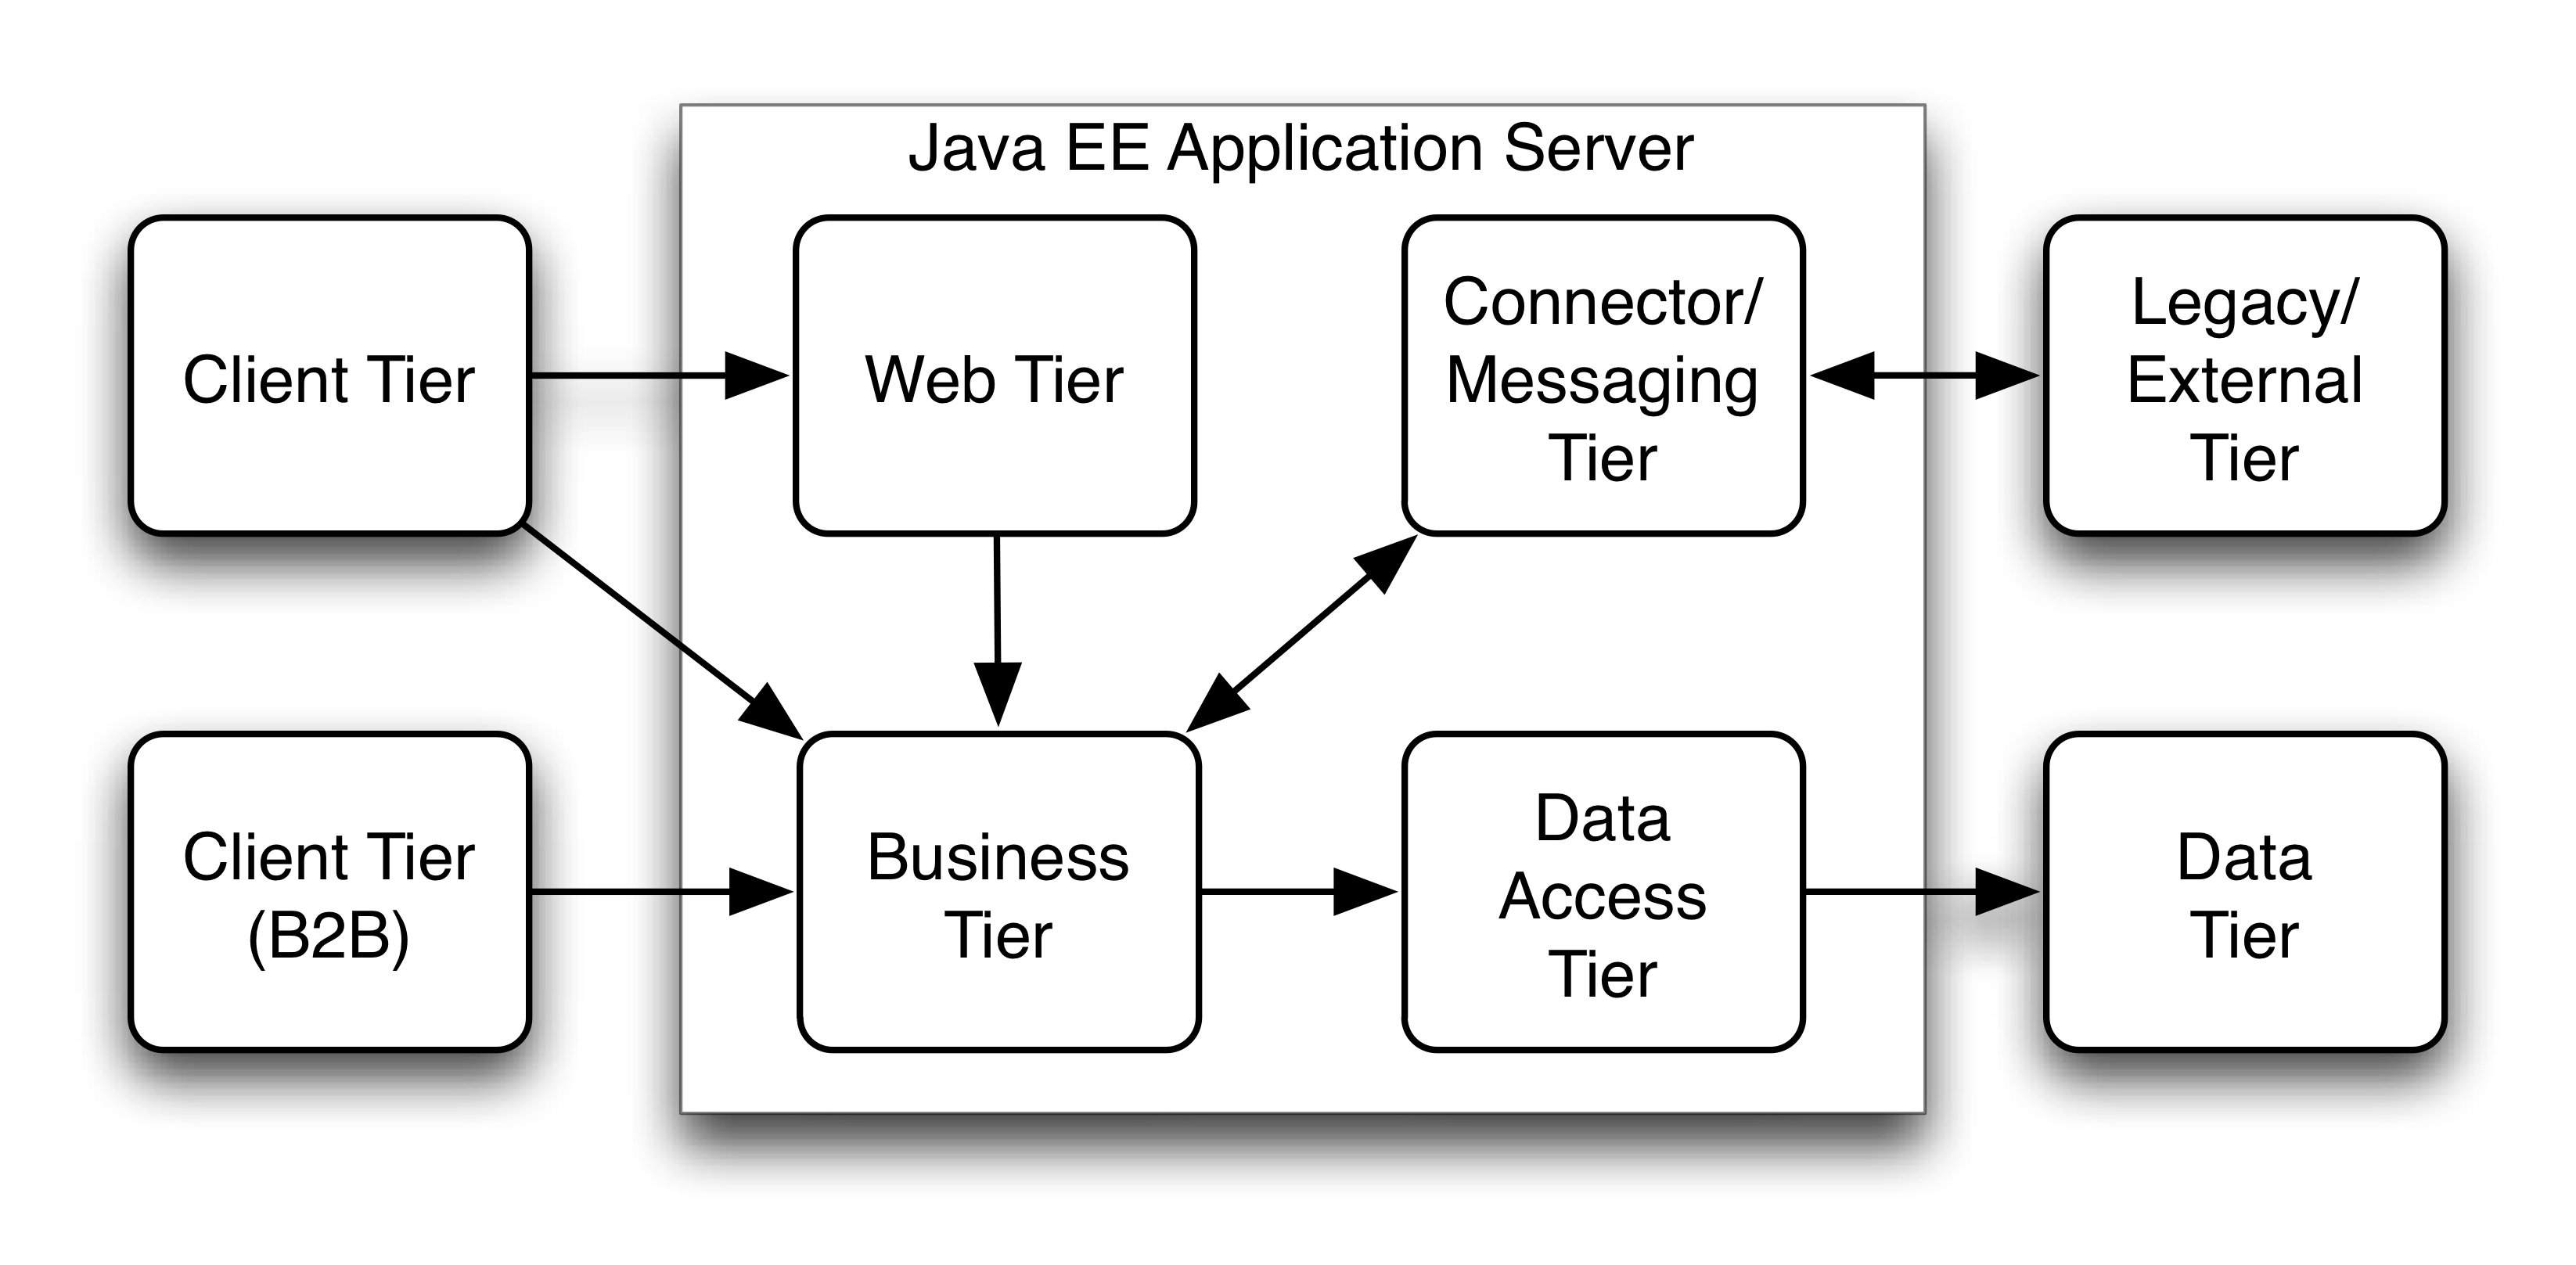 Java EE Application Server
Client Tier
Web Tier
Connector/
Messaging
Tier
Legacy/
External
Tier
Client Tier
(B2B)
Business
Tier
Data
Access
Tier
Data
Tier